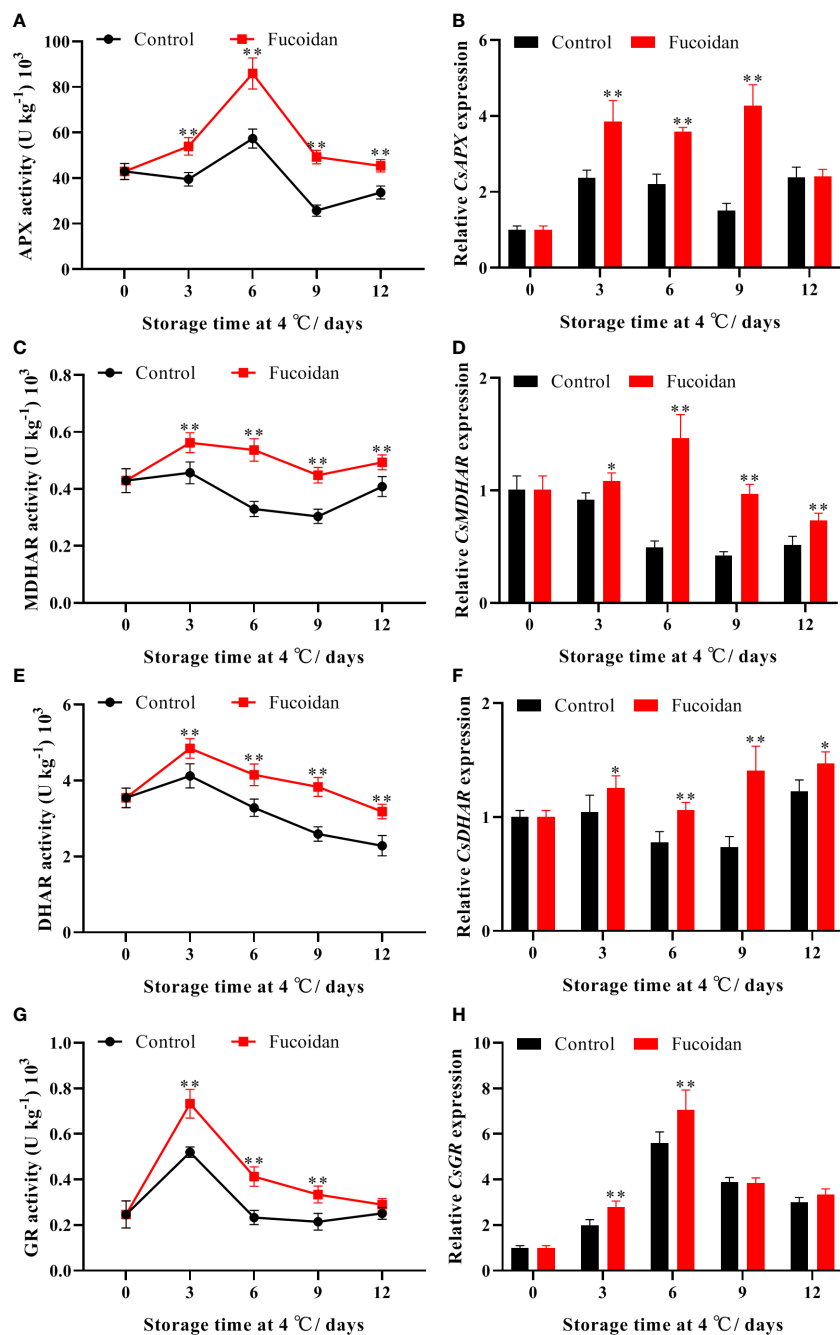 A
Control Fucoidan
APX activity (U kg⁻¹) 10³
100
80
60
40
20
0
** ** ** **
0 3 6 9 12
Storage time at 4 ℃/ days
B
Control Fucoidan
Relative CsAPX expression
6
4
2
0
** ** **
0 3 6 9 12
Storage time at 4 ℃/ days
C
Control Fucoidan
MDHAR activity (U kg⁻¹) 10³
0.8
0.6
0.4
0.2
0.0
** ** ** **
0 3 6 9 12
Storage time at 4 ℃/ days
D
Control Fucoidan
Relative CsMDHAR expression
2
1
0
* ** ** **
0 3 6 9 12
Storage time at 4 ℃/ days
E
Control Fucoidan
DHAR activity (U kg⁻¹) 10³
6
4
2
0
** ** ** **
0 3 6 9 12
Storage time at 4 ℃/ days
F
Control Fucoidan
Relative CsDHAR expression
2
1
0
* ** ** *
0 3 6 9 12
Storage time at 4 ℃/ days
G
Control Fucoidan
GR activity (U kg⁻¹) 10³
1.0
0.8
0.6
0.4
0.2
0.0
** ** **
0 3 6 9 12
Storage time at 4 ℃/ days
H
Control Fucoidan
Relative CsGR expression
10
8
6
4
2
0
** **
0 3 6 9 12
Storage time at 4 ℃/ days